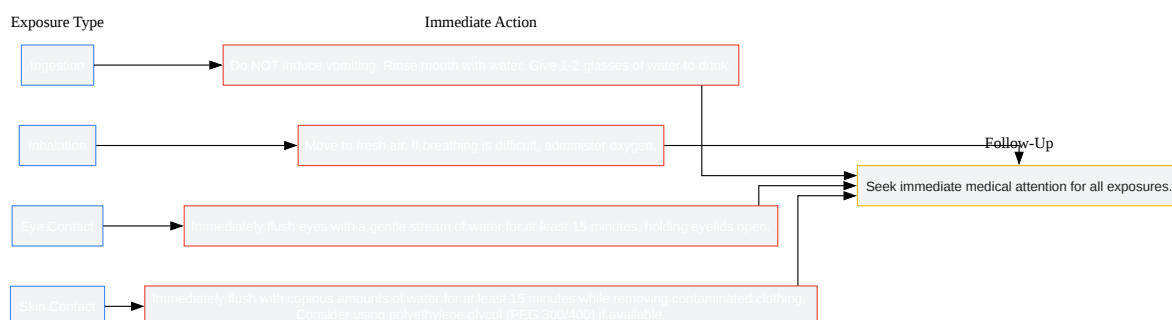 Exposure Type
Immediate Action
Ingestion
Do NOT induce vomiting. Rinse mouth with water. Give 1-2 glasses of water to drink.
Inhalation
Move to fresh air. If breathing is difficult, administer oxygen.
Follow-Up
Seek immediate medical attention for all exposures.
Eye Contact
Immediately flush eyes with a gentle stream of water for at least 15 minutes, holding eyelids open.
Skin Contact
Immediately flush with copious amounts of water for at least 15 minutes while removing contaminated clothing.
Consider using polyethylene glycol (PEG 300/400) if available.